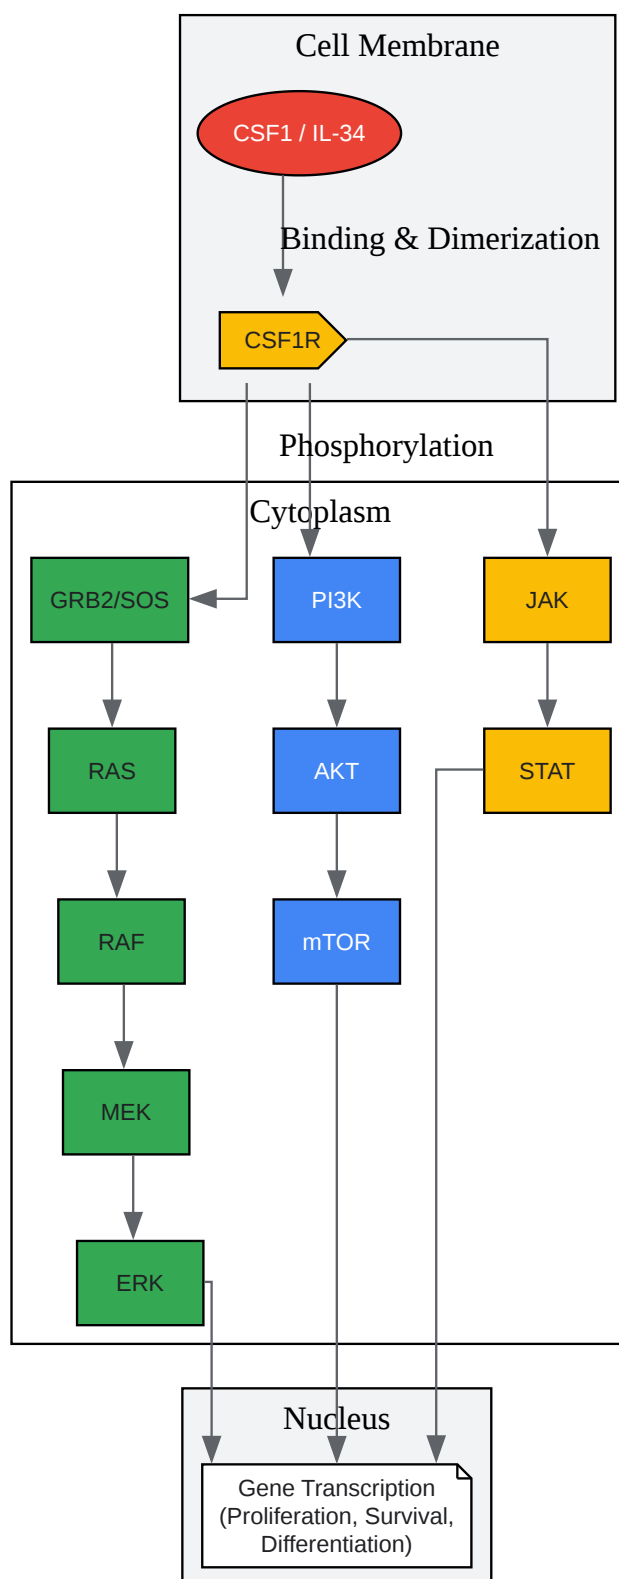 Cell Membrane
CSF1 / IL-34
Binding & Dimerization
CSF1R
Phosphorylation
Cytoplasm
GRB2/SOS
PI3K
JAK
RAS
AKT
STAT
RAF
mTOR
MEK
ERK
Nucleus
Gene Transcription
(Proliferation, Survival,
Differentiation)